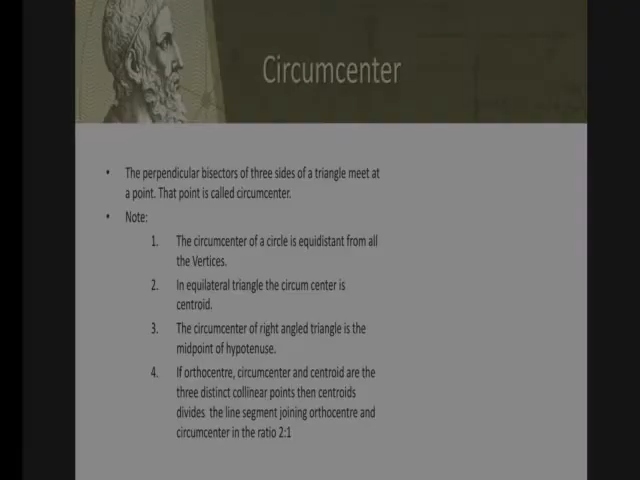 Circumcenter
• The perpendicular bisectors of three sides of a triangle meet at
a point. That point is called circumcenter.
• Note:
1. The circumcenter of a circle is equidistant from all
the Vertices.
2. In equilateral triangle the circum center is
centroid.
3. The circumcenter of right angled triangle is the
midpoint of hypotenuse.
4. If orthocentre, circumcenter and centroid are the
three distinct collinear points then centroids
divides the line segment joining orthocentre and
circumcenter in the ratio 2:1